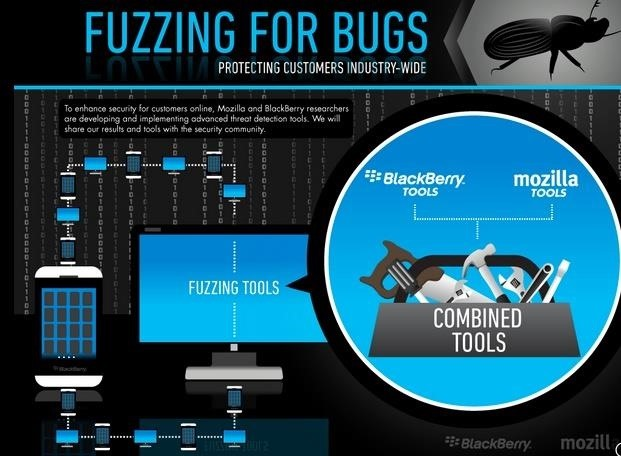 FUZZING FOR BUGS
PROTECTING CUSTOMERS INDUSTRY-WIDE
To enhance security for customers online, Mozilla and BlackBerry researchers
are developing and implementing advanced threat detection tools. We will
share our results and tools with the security community.
BlackBerry
TOOLS
mozilla
TOOLS
FUZZING TOOLS
COMBINED
TOOLS
BlackBerry
BlackBerry
mozill